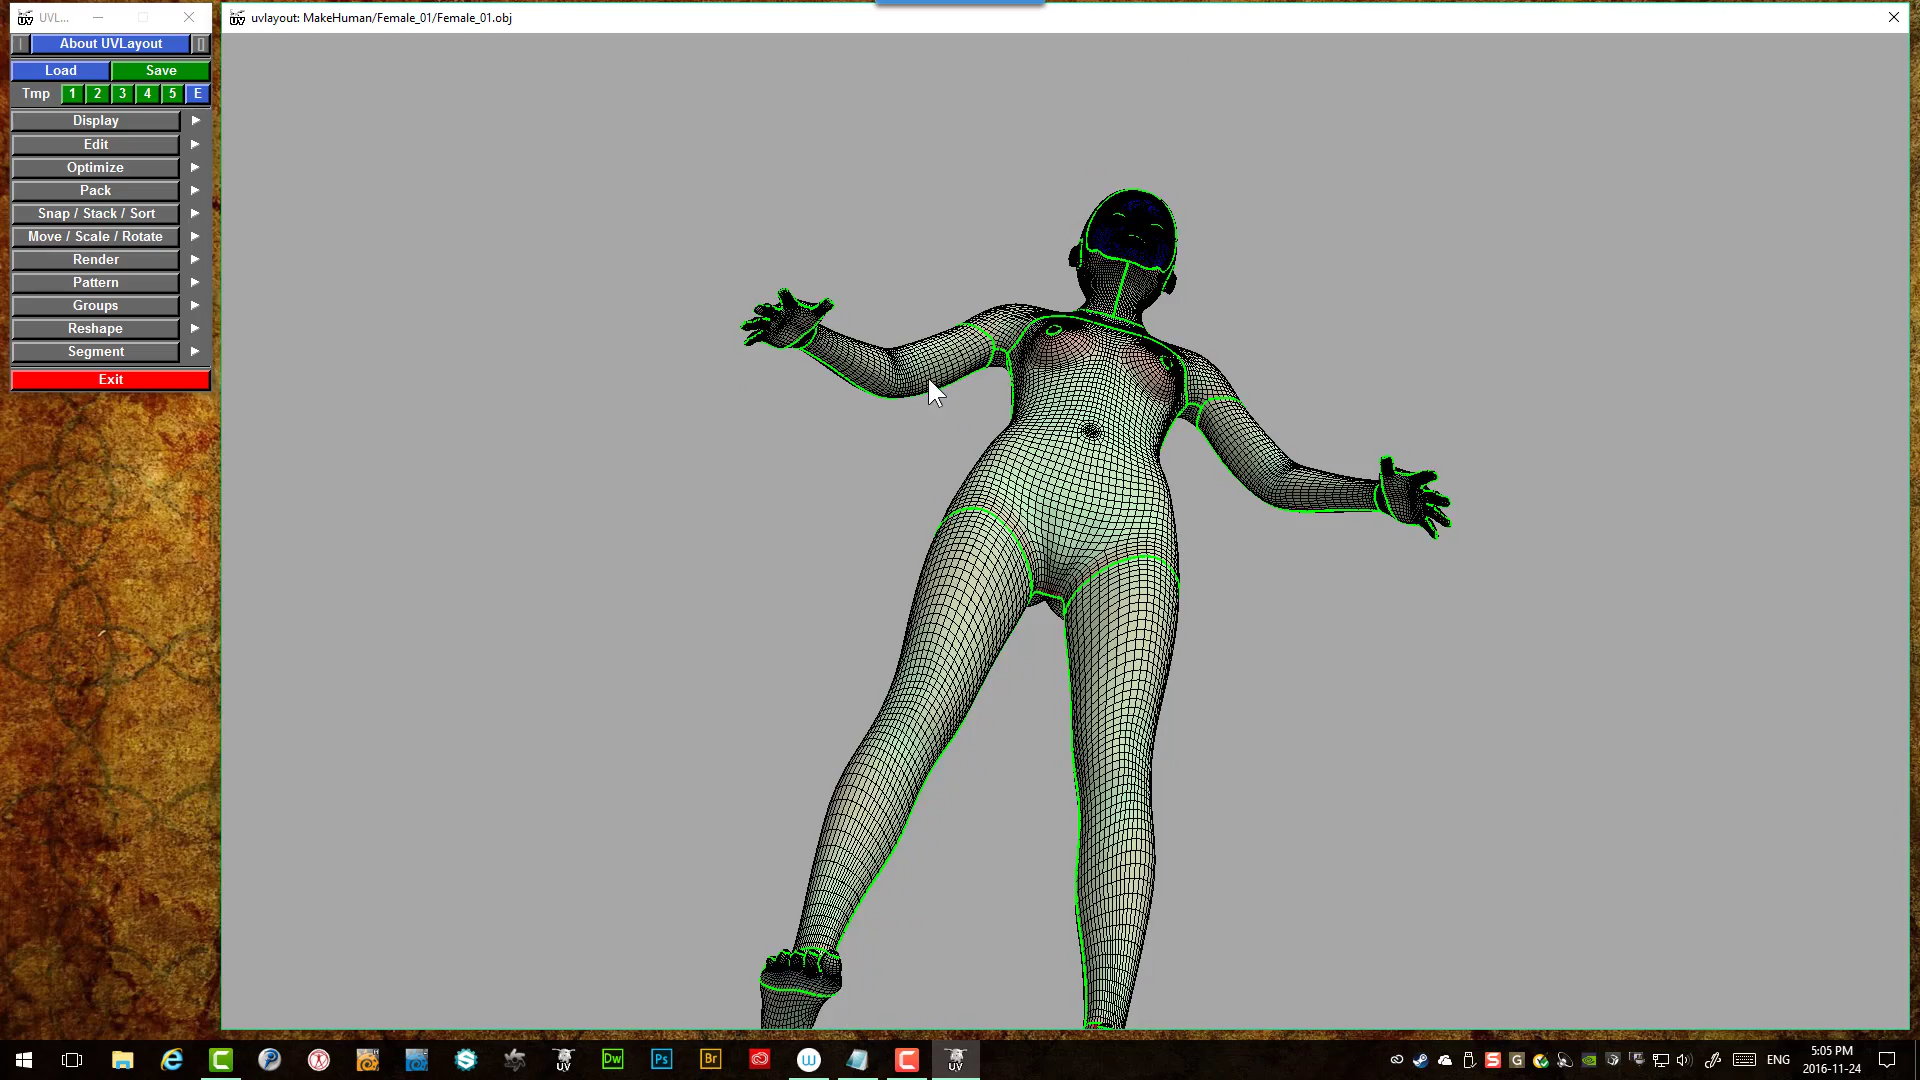 UVL...
uvlayout: MakeHuman/Female_01/Female_01.obj
About UVLayout
Load
Save
Tmp 1 2 3 4 5 E
Display
Edit
Optimize
Pack
Snap / Stack / Sort
Move / Scale / Rotate
Render
Pattern
Groups
Reshape
Segment
Exit
UV
Dw
Ps
Br
W
UV
ENG
5:05 PM
2016-11-24